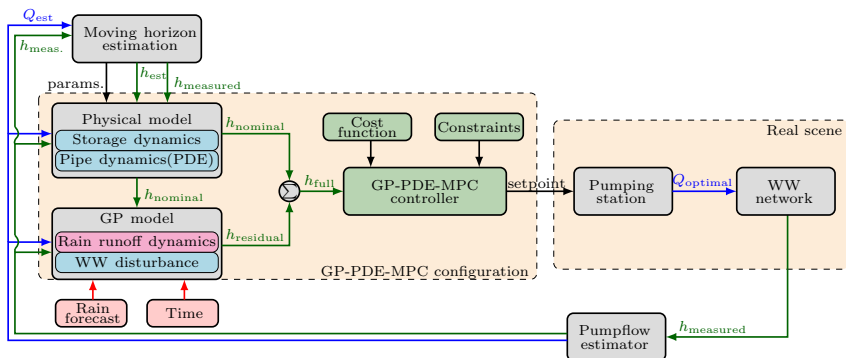 Q_est
h_meas.
Moving horizon
estimation
params.
h_est
h_measured
Physical model
Storage dynamics
Pipe dynamics(PDE)
h_nominal
h_nominal
GP model
Rain runoff dynamics
WW disturbance
h_residual
Rain
forecast
Time
h_full
Cost
function
Constraints
GP-PDE-MPC
controller
GP-PDE-MPC configuration
setpoint
Real scene
Pumping
station
Q_optimal
WW
network
h_measured
Pumpflow
estimator